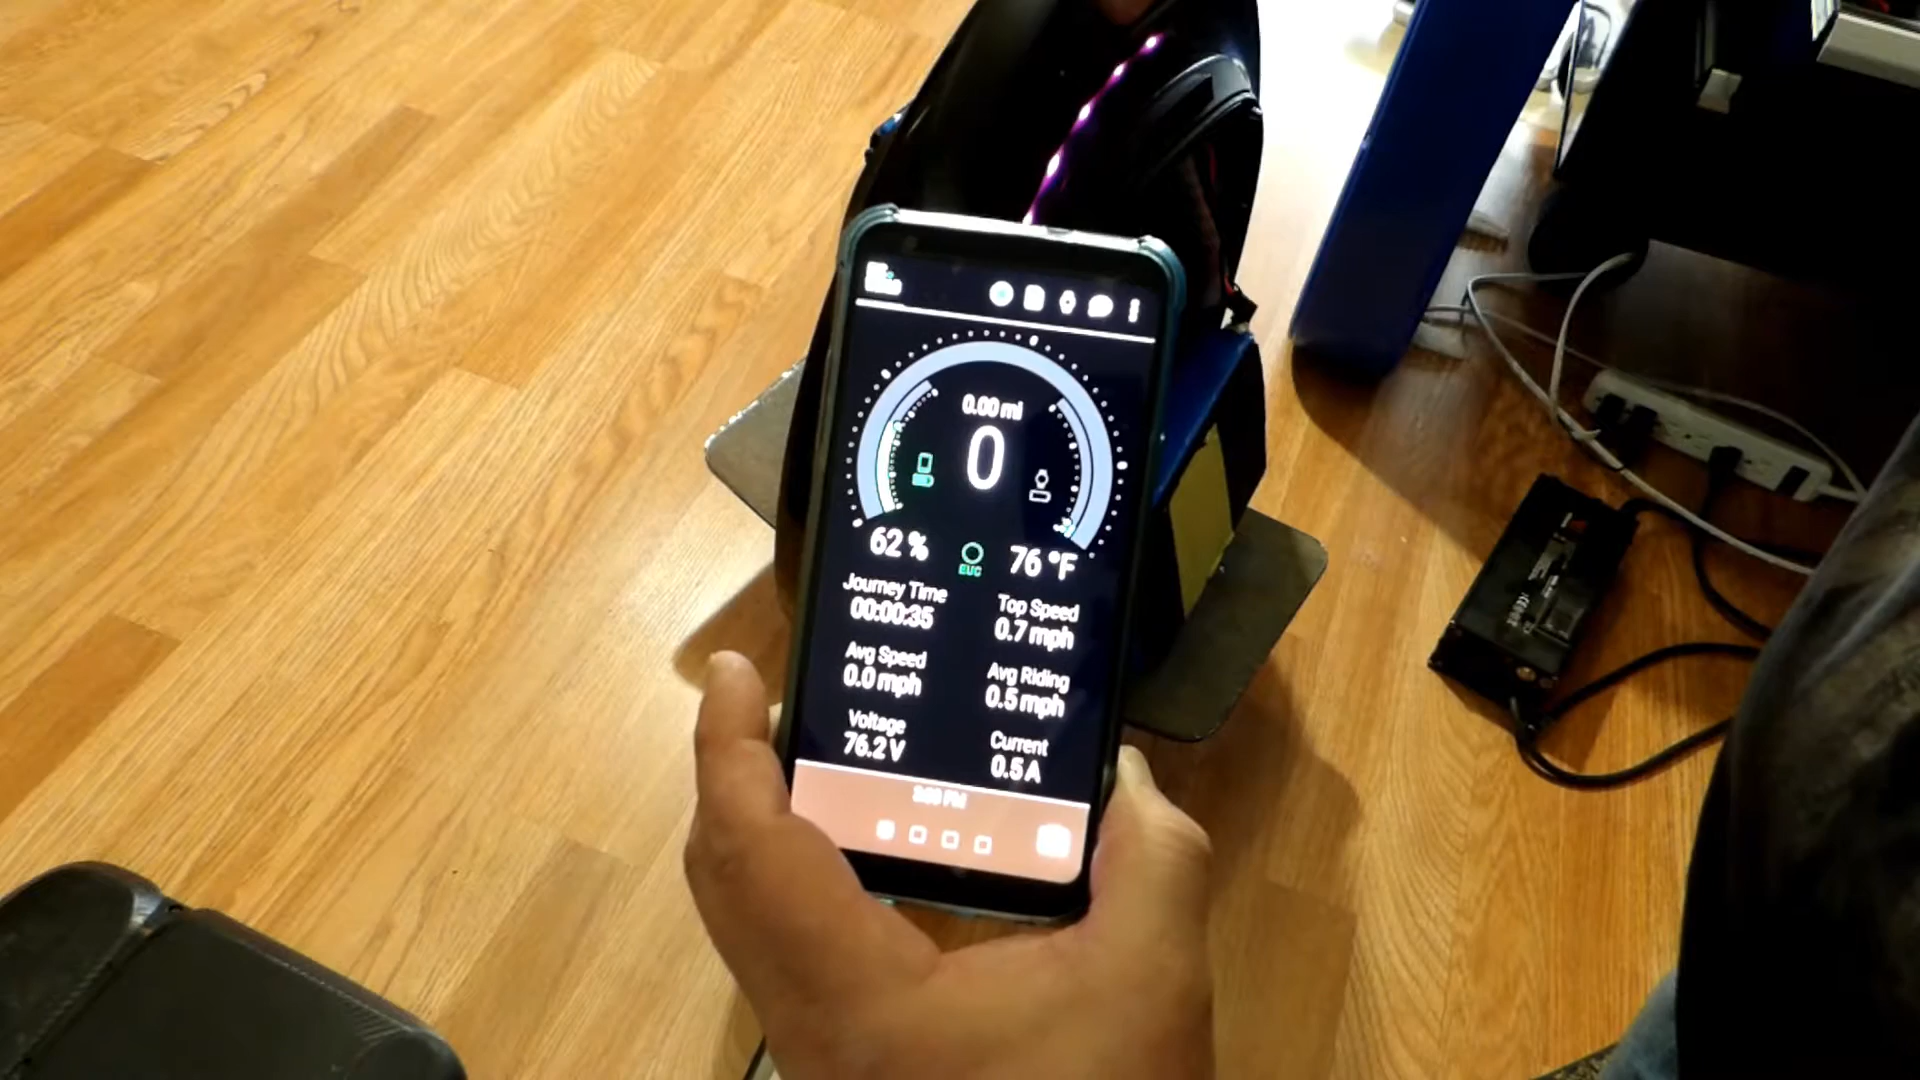 0.00 mi
0
62 %
EUC
76 °F
Journey Time
00:00:35
Top Speed
0.7 mph
Avg Speed
0.0 mph
Avg Riding
0.5 mph
Voltage
76.2 V
Current
0.5 A